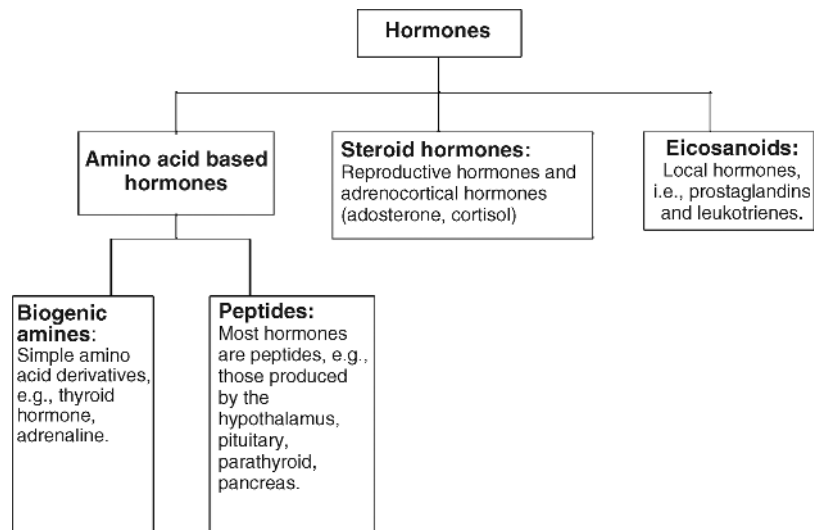 Hormones
Amino acid based
hormones
Steroid hormones:
Reproductive hormones and
adrenocortical hormones
(adosterone, cortisol)
Eicosanoids:
Local hormones,
i.e., prostaglandins
and leukotrienes.
Biogenic
amines:
Simple amino
acid derivatives,
e.g., thyroid
hormone,
adrenaline.
Peptides:
Most hormones
are peptides, e.g.,
those produced
by the
hypothalamus,
pituitary,
parathyroid,
pancreas.